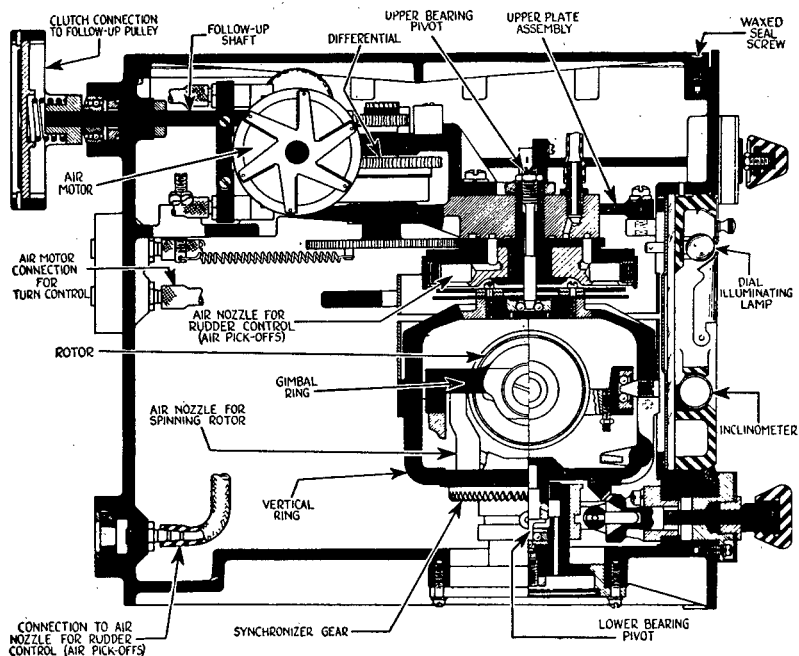 CLUTCH CONNECTION
TO FOLLOW-UP PULLEY
FOLLOW-UP
SHAFT
DIFFERENTIAL
UPPER BEARING
PIVOT
UPPER PLATE
ASSEMBLY
WAXED
SEAL
SCREW
AIR
MOTOR
AIR MOTOR
CONNECTION
FOR
TURN CONTROL
AIR NOZZLE FOR
RUDDER CONTROL
(AIR PICK-OFFS)
DIAL
ILLUMINATING
LAMP
ROTOR
GIMBAL
RING
AIR NOZZLE FOR
SPINNING ROTOR
INCLINOMETER
VERTICAL
RING
CONNECTION TO AIR
NOZZLE FOR RUDDER
CONTROL (AIR PICK-OFFS)
SYNCHRONIZER GEAR
LOWER BEARING
PIVOT